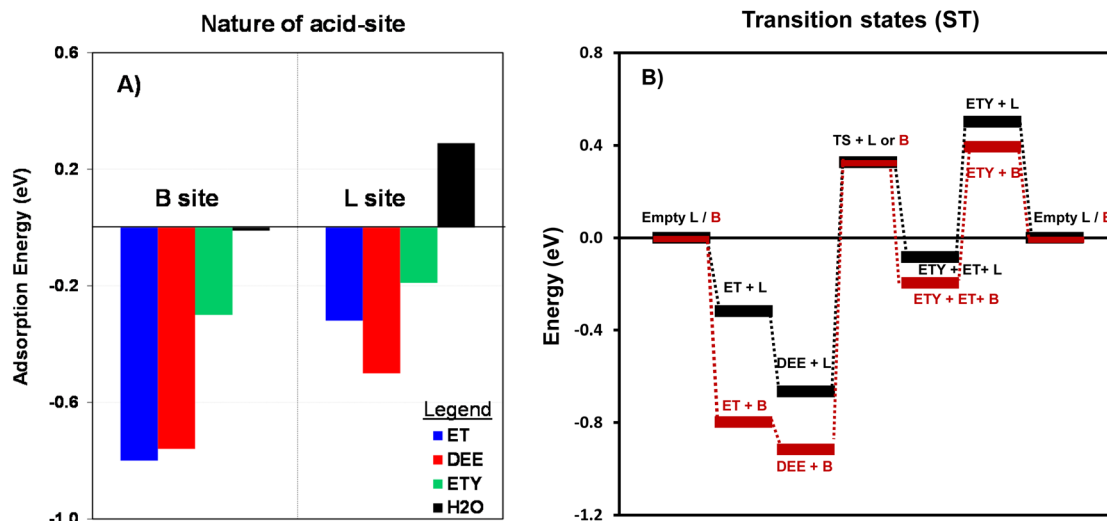 Nature of acid-site
A)
Adsorption Energy (eV)
0.6
0.2
-0.2
-0.6
-1.0
B site
L site
Legend
ET
DEE
ETY
H2O
Transition states (ST)
B)
Energy (eV)
0.8
0.4
0.0
-0.4
-0.8
-1.2
Empty L / B
ET + L
DEE + L
ET + B
DEE + B
TS + L or B
ETY + ET+ L
ETY + ET+ B
ETY + L
ETY + B
Empty L / B